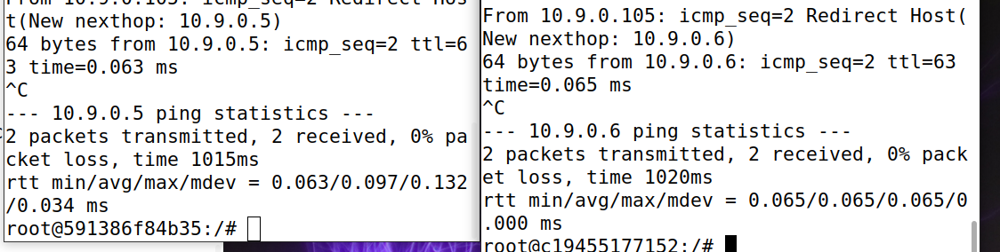 From 10.9.0.105: icmp_seq=2 Redirect Hos
t(New nexthop: 10.9.0.5)
64 bytes from 10.9.0.5: icmp_seq=2 ttl=6
3 time=0.063 ms
^C
--- 10.9.0.5 ping statistics ---
2 packets transmitted, 2 received, 0% pa
cket loss, time 1015ms
rtt min/avg/max/mdev = 0.063/0.097/0.132
/0.034 ms
root@591386f84b35:/#
From 10.9.0.105: icmp_seq=2 Redirect Host(
New nexthop: 10.9.0.6)
64 bytes from 10.9.0.6: icmp_seq=2 ttl=63
time=0.065 ms
^C
--- 10.9.0.6 ping statistics ---
2 packets transmitted, 2 received, 0% pack
et loss, time 1020ms
rtt min/avg/max/mdev = 0.065/0.065/0.065/0
.000 ms
root@c19455177152:/#